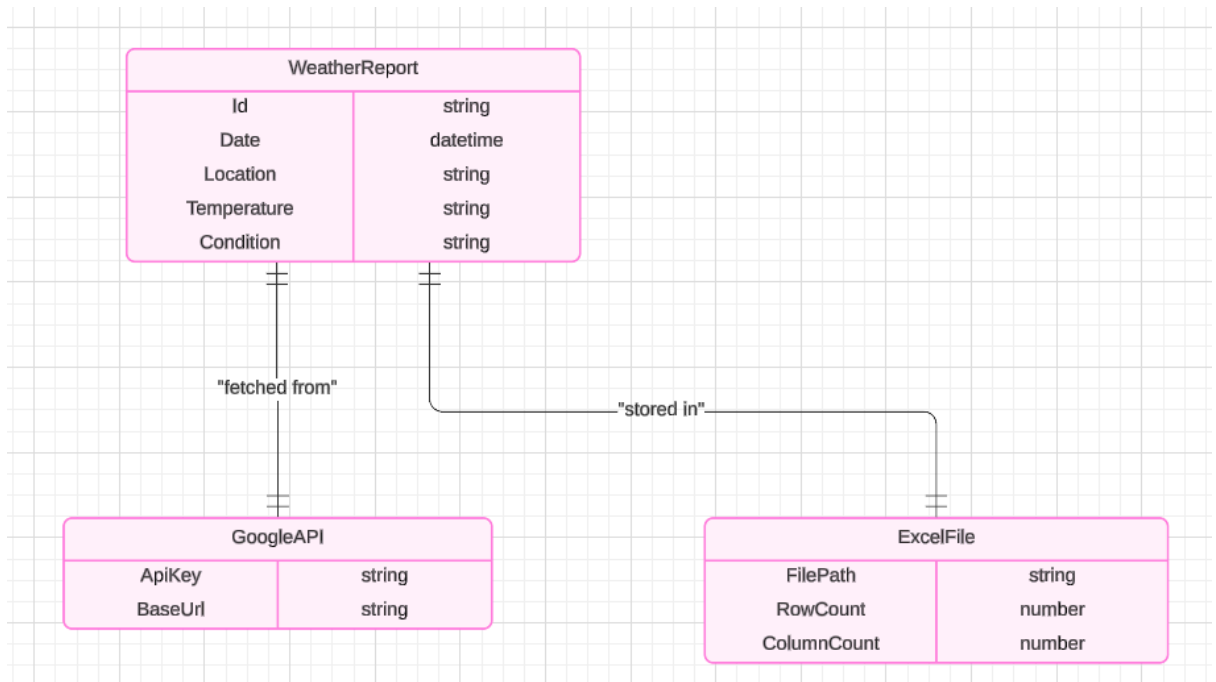 WeatherReport
Id string
Date datetime
Location string
Temperature string
Condition string
"fetched from"
"stored in"
GoogleAPI
ApiKey string
BaseUrl string
ExcelFile
FilePath string
RowCount number
ColumnCount number